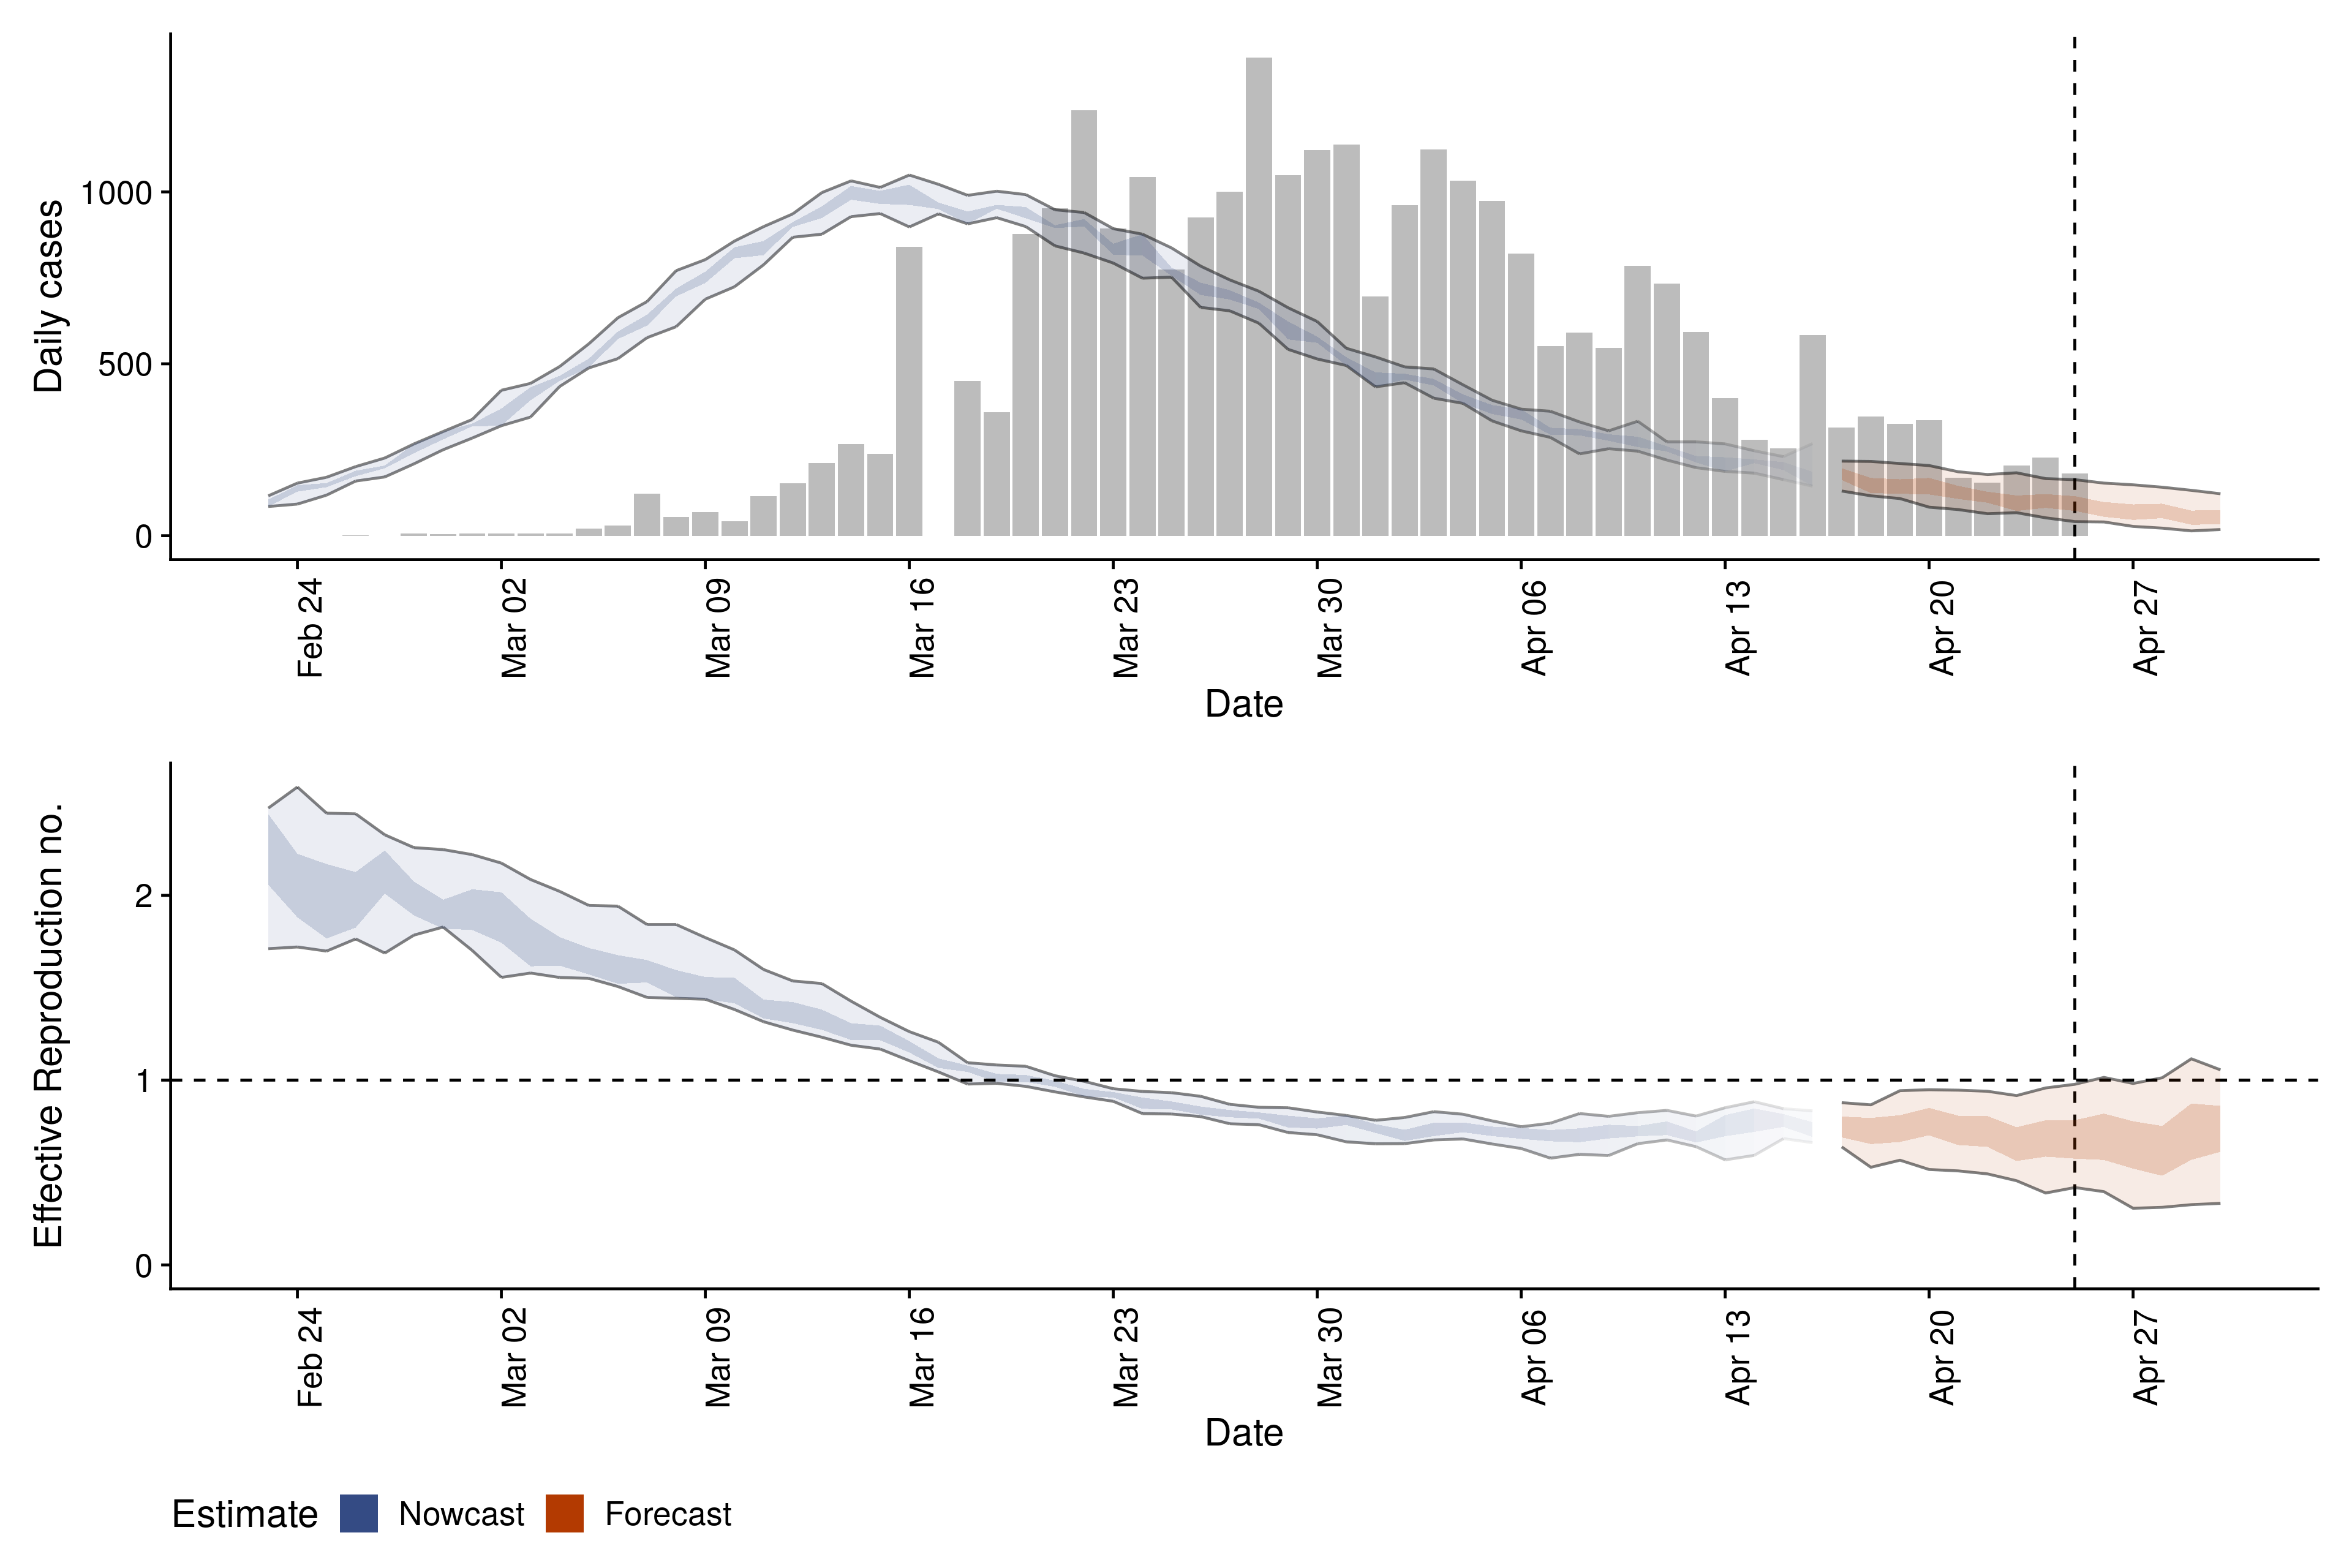 Daily cases
1000
500
0
Feb 24
Mar 02
Mar 09
Mar 16
Mar 23
Mar 30
Apr 06
Apr 13
Apr 20
Apr 27
Date
Effective Reproduction no.
2
1
0
Feb 24
Mar 02
Mar 09
Mar 16
Mar 23
Mar 30
Apr 06
Apr 13
Apr 20
Apr 27
Date
Estimate Nowcast Forecast